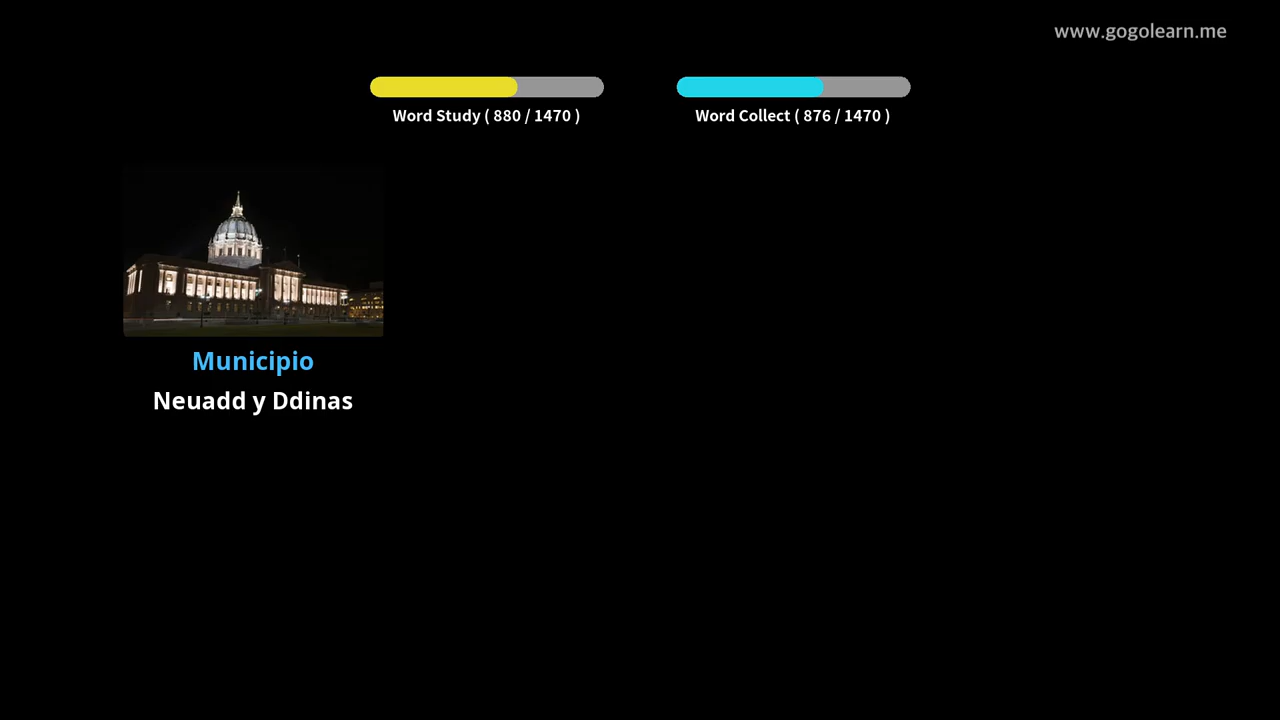 www.gogolearn.me
Word Study ( 880 / 1470 )
Word Collect ( 876 / 1470 )
Municipio
Neuadd y Ddinas